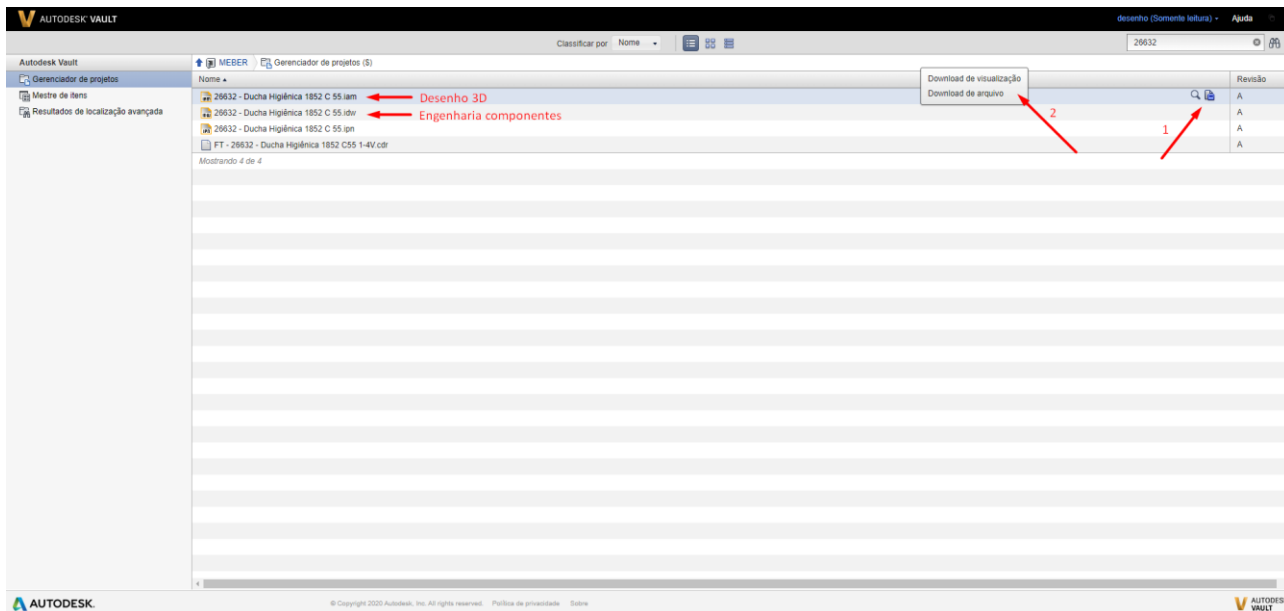 AUTODESK® VAULT
desenho (Somente leitura)
Ajuda
Classificar por Nome
26632
Autodesk Vault
MEBER Gerenciador de projetos ($)
Gerenciador de projetos
Mestre de itens
Resultados de localização avançada
Nome
Revisão
Download de visualização
Download de arquivo
26632 - Ducha Higiênica 1852 C 55.iam
Desenho 3D
A
26632 - Ducha Higiênica 1852 C 55.idw
Engenharia componentes
A
2
1
26632 - Ducha Higiênica 1852 C 55.ipn
A
FT - 26632 - Ducha Higiênica 1852 C55 1-4V.cdr
A
Mostrando 4 de 4
AUTODESK.
© Copyright 2020 Autodesk, Inc. All rights reserved. Política de privacidade Sobre
AUTODES
VAULT